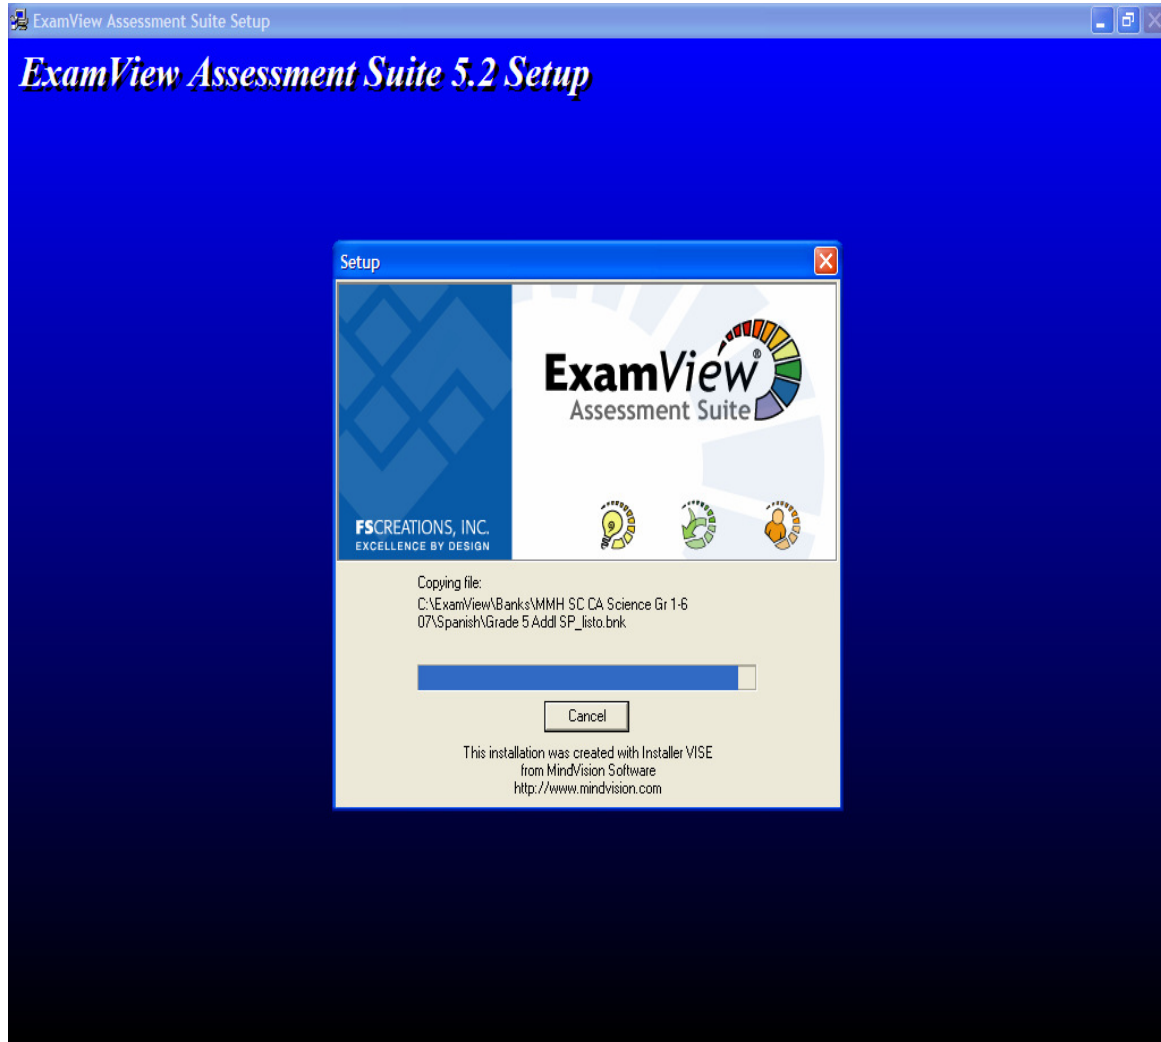 ExamView Assessment Suite Setup
ExamView Assessment Suite 5.2 Setup
Setup
ExamView®
Assessment Suite
FSCREATIONS, INC.
EXCELLENCE BY DESIGN
Copying file:
C:\ExamView\Banks\MMH SC CA Science Gr 1-6
07\Spanish\Grade 5 Addl SP_listo.bnk
Cancel
This installation was created with Installer VISE
from MindVision Software
http://www.mindvision.com